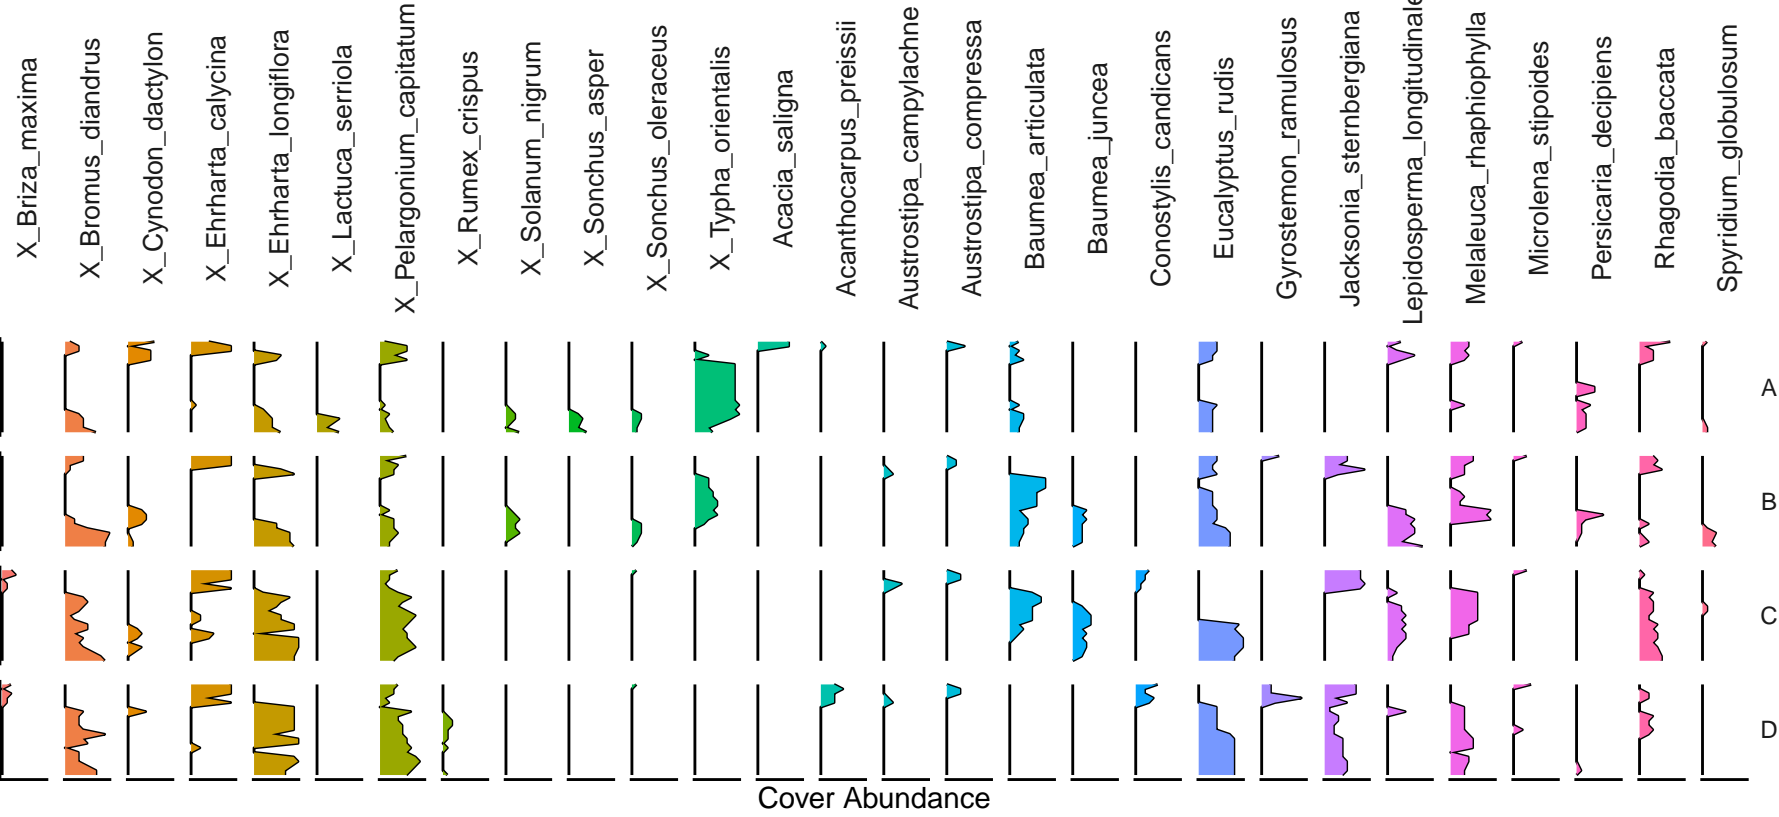 X_Briza_maxima
X_Bromus_diandrus
X_Cynodon_dactylon
X_Ehrharta_calycina
X_Ehrharta_longiflora
X_Lactuca_serriola
X_Pelargonium_capitatum
X_Rumex_crispus
X_Solanum_nigrum
X_Sonchus_asper
X_Sonchus_oleraceus
X_Typha_orientalis
Acacia_saligna
Acanthocarpus_preissii
Austrostipa_campylachne
Austrostipa_compressa
Baumea_articulata
Baumea_juncea
Conostylis_candicans
Eucalyptus_rudis
Gyrostemon_ramulosus
Jacksonia_sternbergiana
Lepidosperma_longitudinale
Melaleuca_rhaphiophylla
Microlena_stipoides
Persicaria_decipiens
Rhagodia_baccata
Spyridium_globulosum
A
B
C
D
Cover Abundance